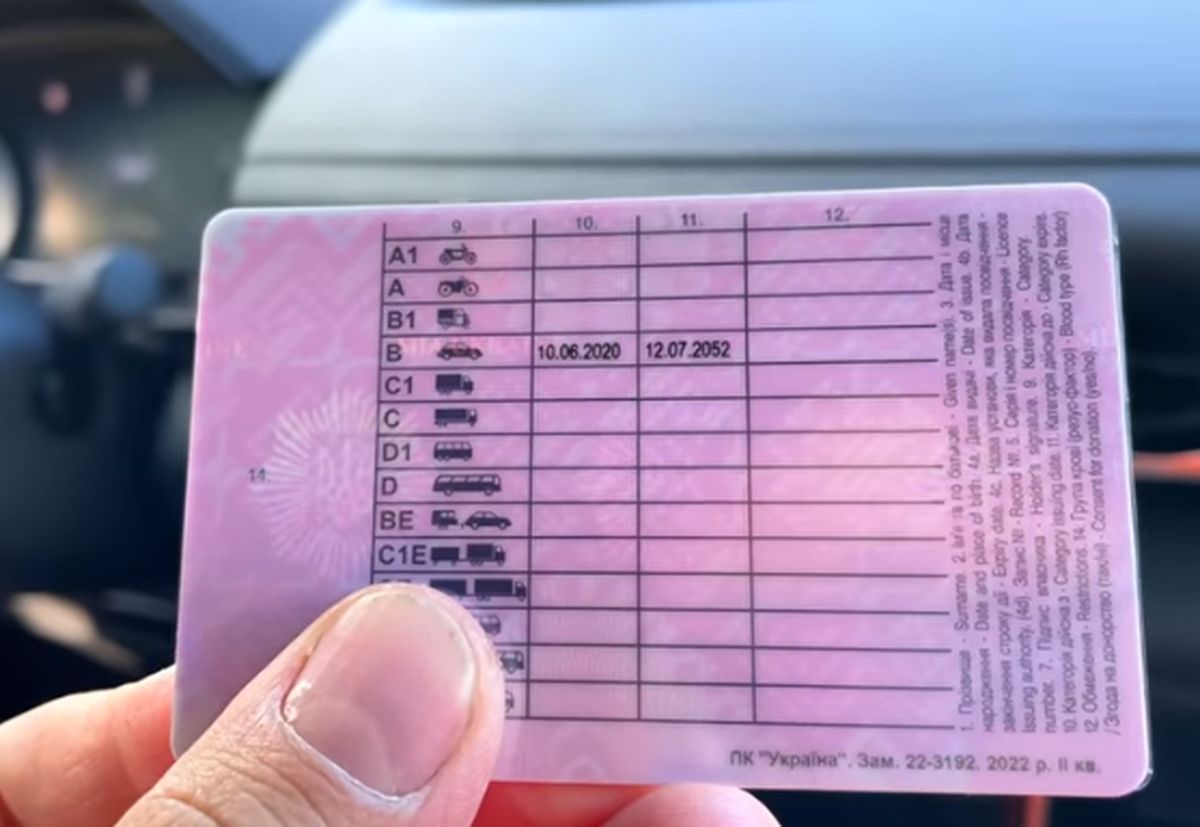 9. 10. 11. 12.
A1
A
B1
B 10.06.2020 12.07.2052
C1
C
D1
D
BE
C1E
14.
1. Прізвище - Surname. 2. Ім'я та по батькові - Given name(s). 3. Дата і місце
народження - Date and place of birth. 4a. Дата видачі - Date of issue. 4b. Дата
закінчення строку дії - Expiry date. 4c. Назва установи, яка видала посвідчення -
Issuing authority. (4d). Запис № - Record №. 5. Серія і номер посвідчення - Licence
number. 7. Підпис власника - Holder's signature. 9. Категорія - Category.
10. Категорія дійсна з - Category issuing date. 11. Категорія дійсна до - Category expire.
12. Обмеження - Restrictions. 14. Група крові (резус-фактор) - Blood type (Rh factor)
/ Згода на донорство (так/ні) - Consent for donation (yes/no).
ПК "Україна". Зам. 22-3192. 2022 р. II кв.